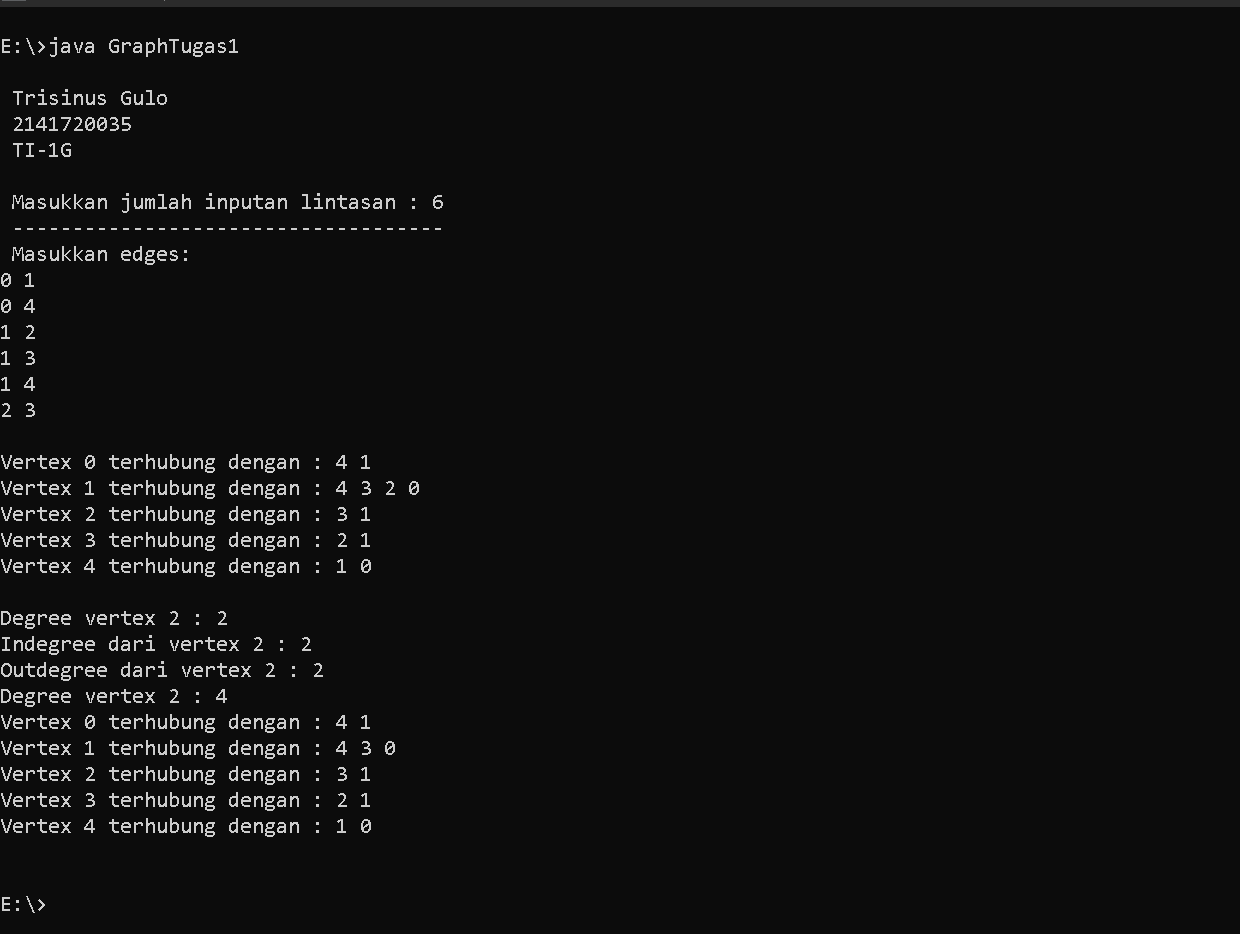 E:\>java GraphTugas1
Trisinus Gulo
2141720035
TI-1G
Masukkan jumlah inputan lintasan : 6
------------------------------------
Masukkan edges:
0 1
0 4
1 2
1 3
1 4
2 3
Vertex 0 terhubung dengan : 4 1
Vertex 1 terhubung dengan : 4 3 2 0
Vertex 2 terhubung dengan : 3 1
Vertex 3 terhubung dengan : 2 1
Vertex 4 terhubung dengan : 1 0
Degree vertex 2 : 2
Indegree dari vertex 2 : 2
Outdegree dari vertex 2 : 2
Degree vertex 2 : 4
Vertex 0 terhubung dengan : 4 1
Vertex 1 terhubung dengan : 4 3 0
Vertex 2 terhubung dengan : 3 1
Vertex 3 terhubung dengan : 2 1
Vertex 4 terhubung dengan : 1 0
E:\>